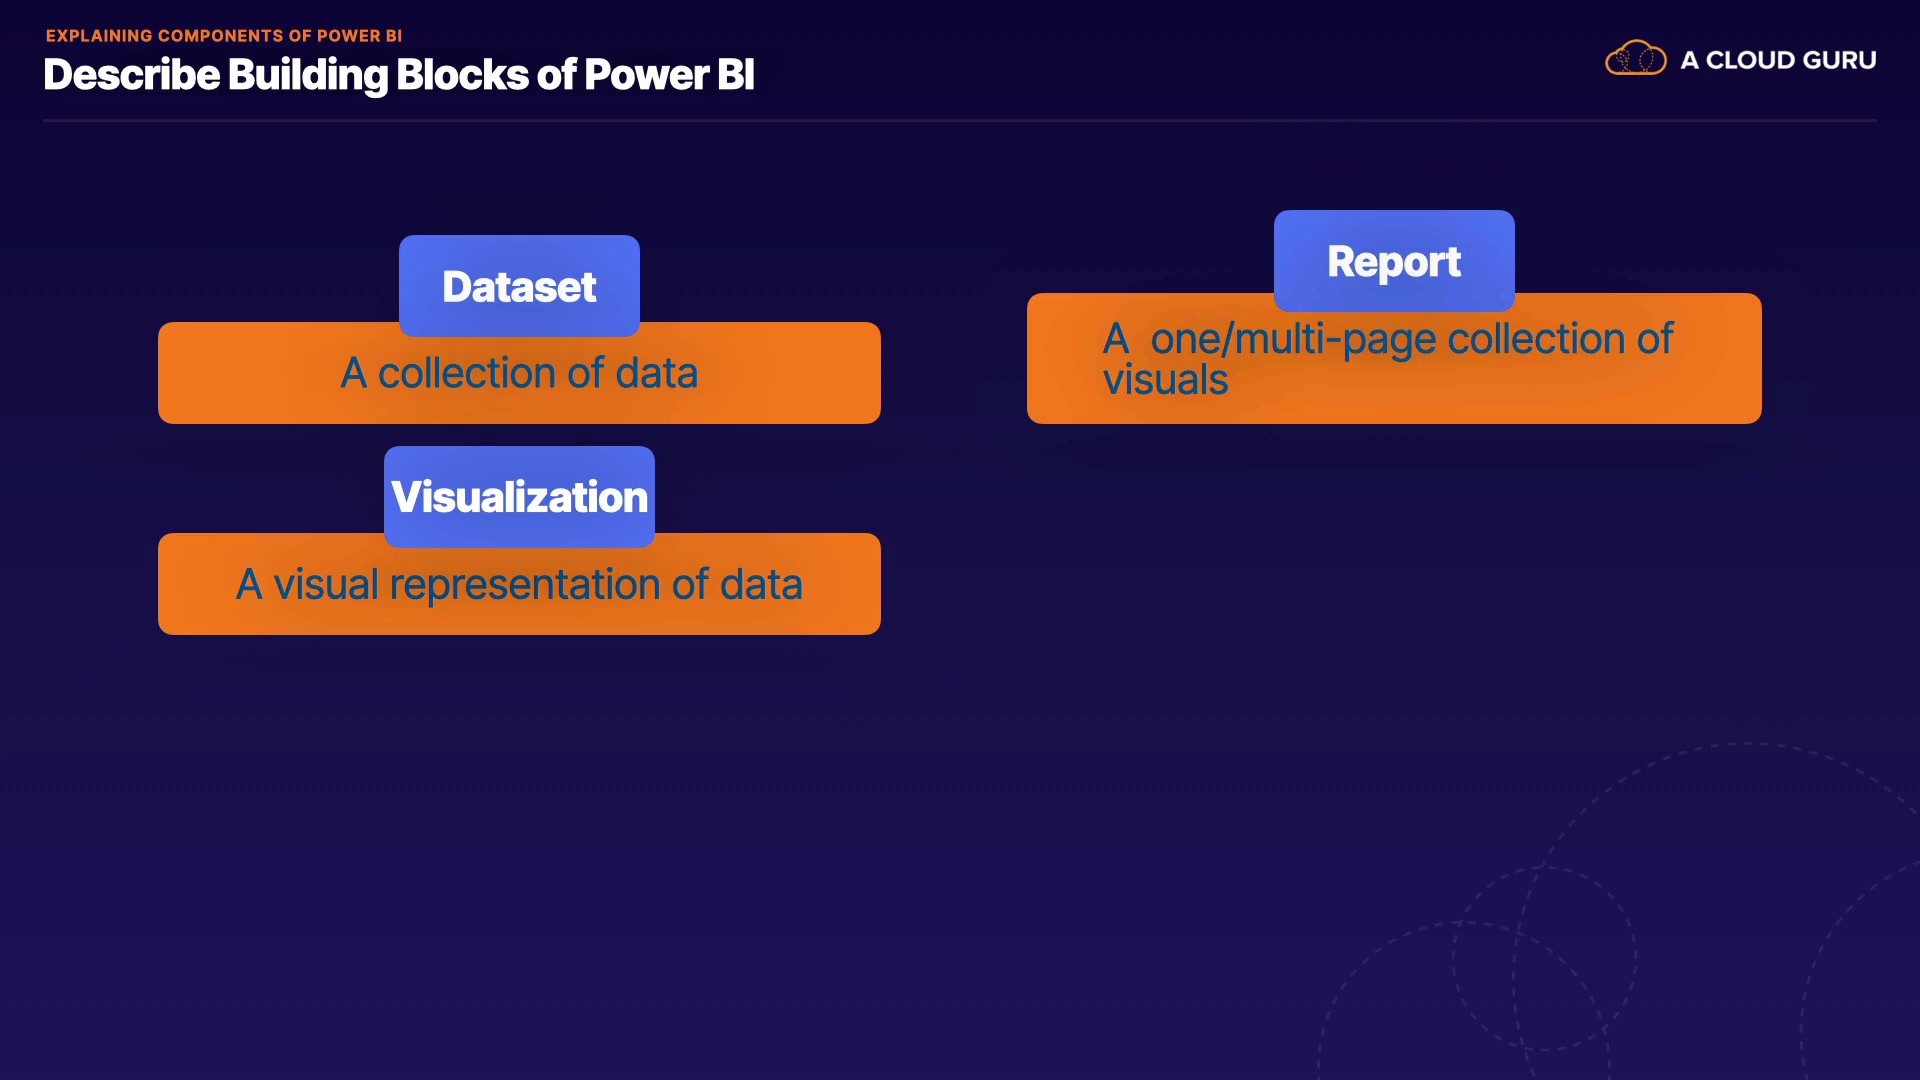 EXPLAINING COMPONENTS OF POWER BI
Describe Building Blocks of Power BI
A CLOUD GURU
Dataset
A collection of data
Visualization
A visual representation of data
Report
A one/multi-page collection of
visuals